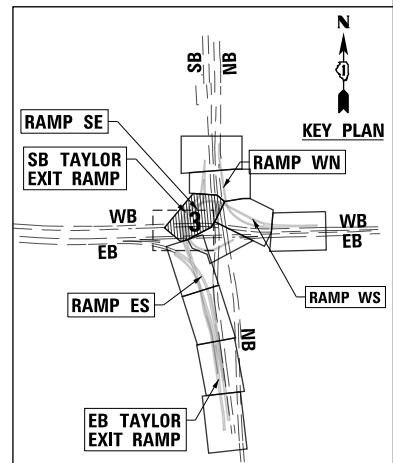 N
1
KEY PLAN
SB
NB
RAMP SE
SB TAYLOR
EXIT RAMP
RAMP WN
3
WB
EB
WB
EB
RAMP ES
RAMP WS
NB
EB TAYLOR
EXIT RAMP